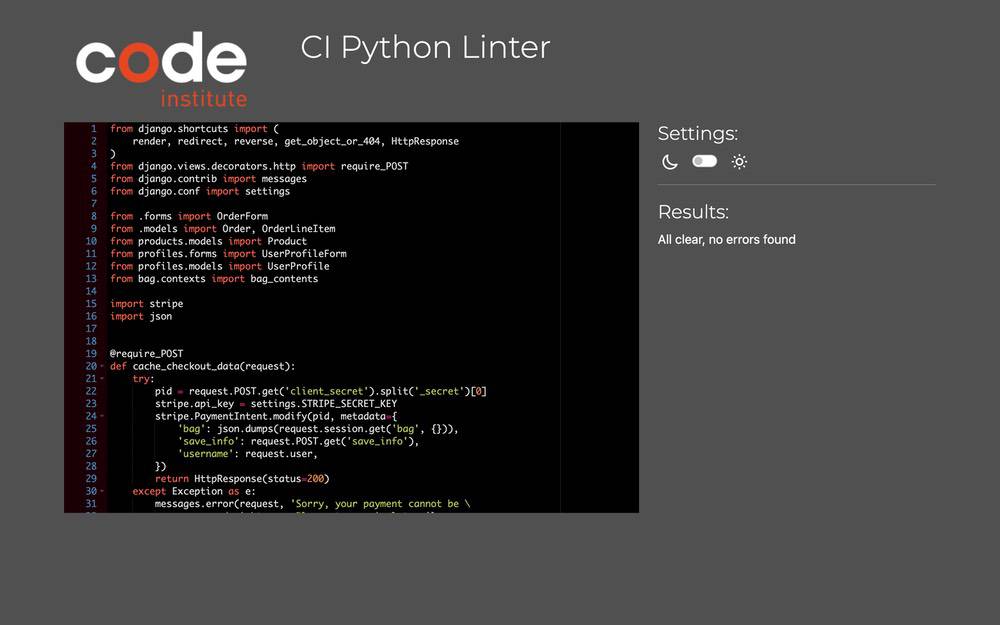 code
institute
CI Python Linter
1 from django.shortcuts import (
2     render, redirect, reverse, get_object_or_404, HttpResponse
3 )
4 from django.views.decorators.http import require_POST
5 from django.contrib import messages
6 from django.conf import settings
7
8 from .forms import OrderForm
9 from .models import Order, OrderLineItem
10 from products.models import Product
11 from profiles.forms import UserProfileForm
12 from profiles.models import UserProfile
13 from bag.contexts import bag_contents
14
15 import stripe
16 import json
17
18
19 @require_POST
20 def cache_checkout_data(request):
21     try:
22         pid = request.POST.get('client_secret').split('_secret')[0]
23         stripe.api_key = settings.STRIPE_SECRET_KEY
24         stripe.PaymentIntent.modify(pid, metadata={
25             'bag': json.dumps(request.session.get('bag', {})),
26             'save_info': request.POST.get('save_info'),
27             'username': request.user,
28         })
29         return HttpResponse(status=200)
30     except Exception as e:
31         messages.error(request, 'Sorry, your payment cannot be \
Settings:
Results:
All clear, no errors found